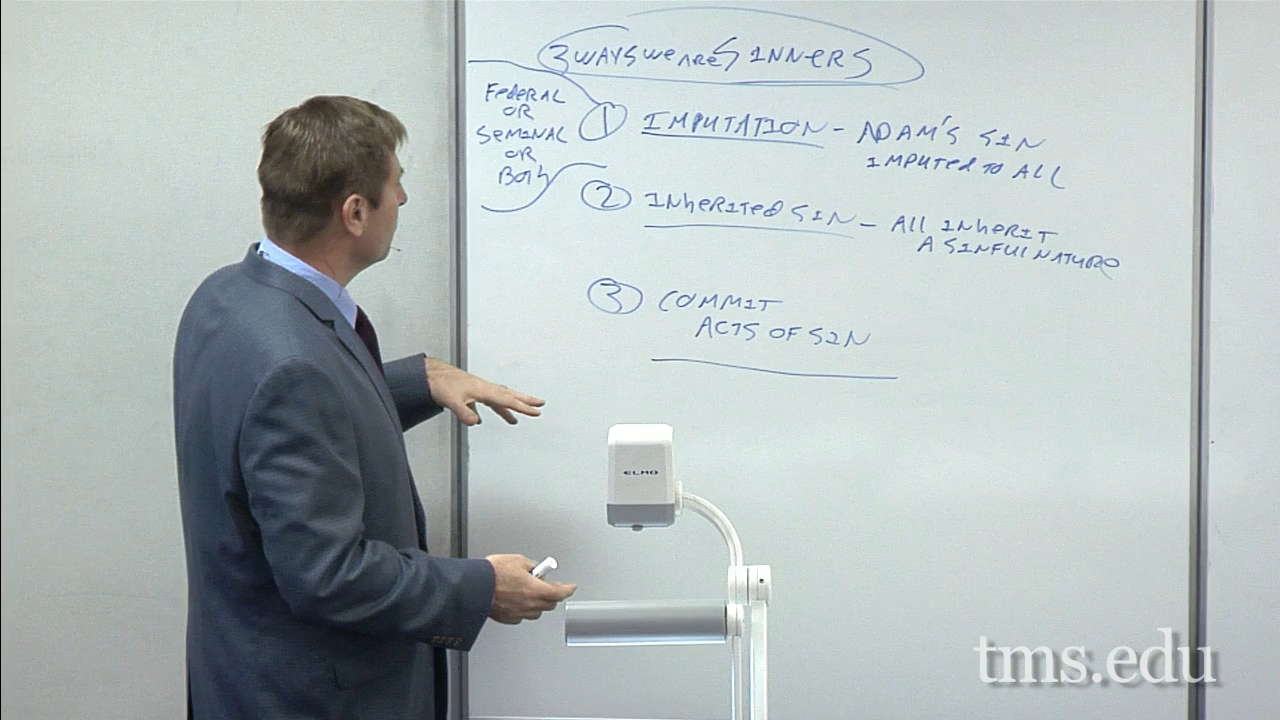 3 WAYS WE ARE SINNERS
FEDERAL
OR
SEMINAL
OR
BOTH
1 IMPUTATION - ADAM'S SIN
IMPUTED TO ALL
2 INHERITED SIN - ALL INHERIT
A SINFUL NATURE
3 COMMIT
ACTS OF SIN
ELMO
tms.edu